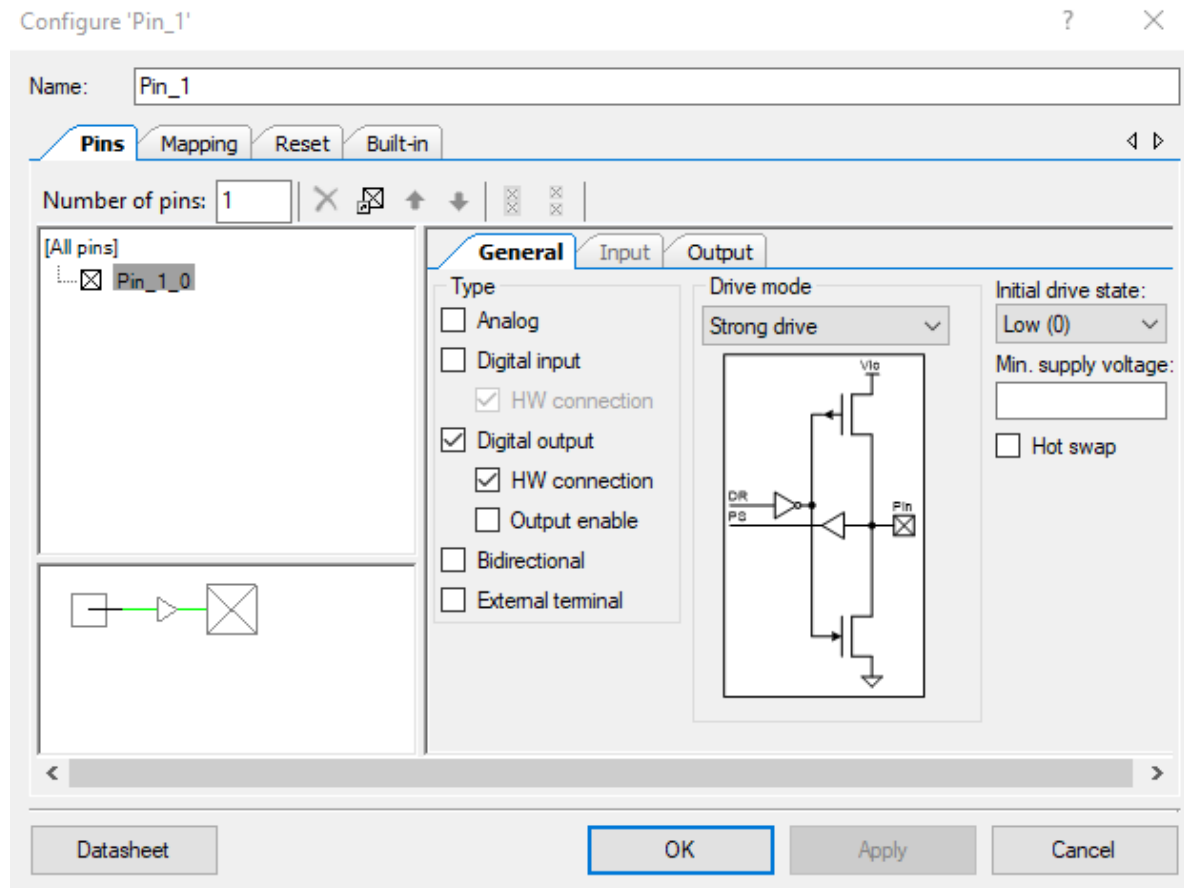 Configure 'Pin_1'
?
Name: Pin_1
Pins Mapping Reset Built-in
Number of pins: 1
[All pins]
Pin_1_0
General Input Output
Type
Analog
Digital input
HW connection
Digital output
HW connection
Output enable
Bidirectional
External terminal
Drive mode
Strong drive
Vio
DR
PS
Pin
Initial drive state:
Low (0)
Min. supply voltage:
Hot swap
Datasheet OK Apply Cancel